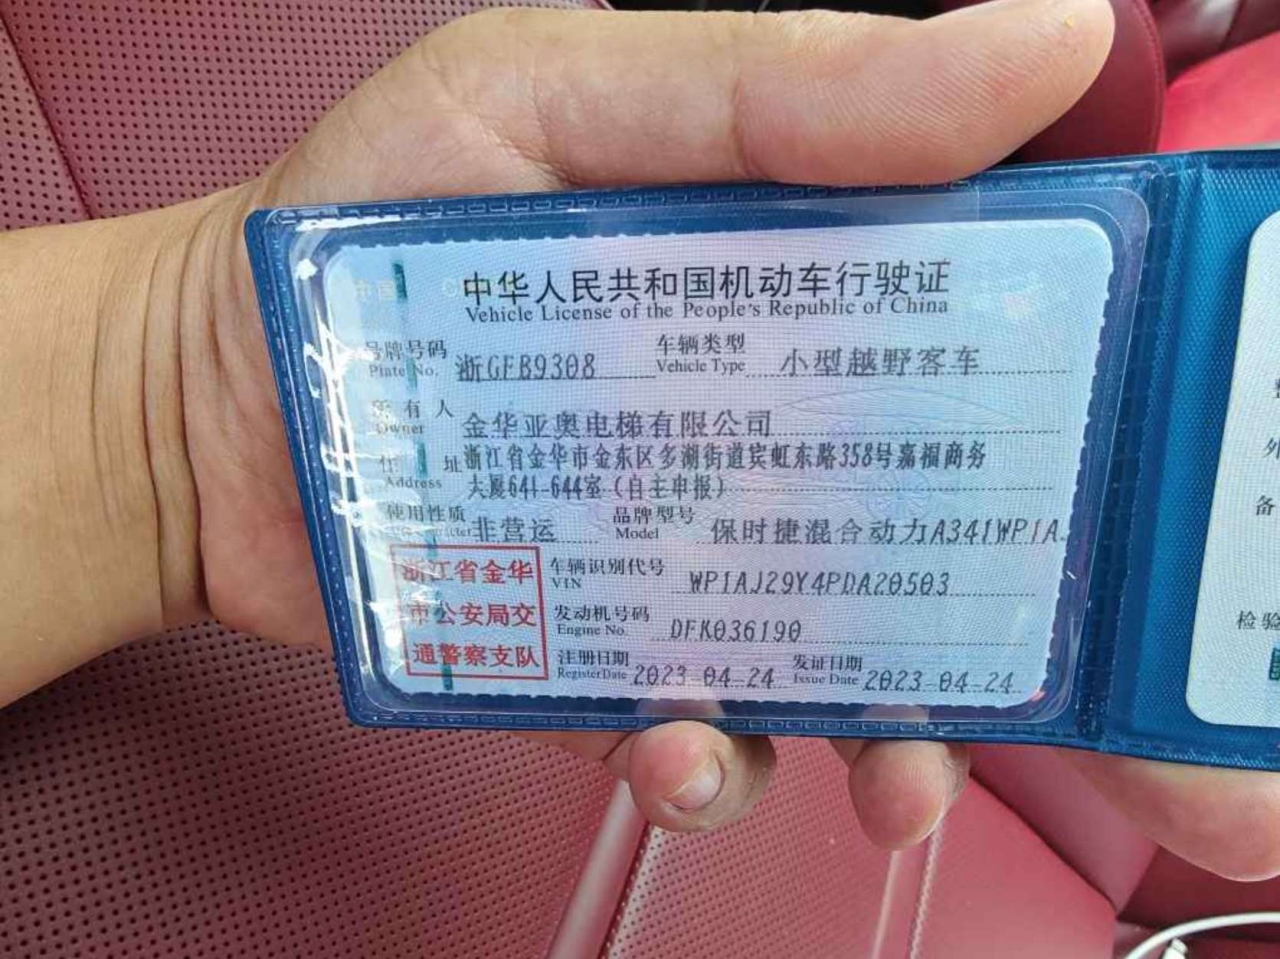 中华人民共和国机动车行驶证
Vehicle License of the People's Republic of China
号牌号码 浙GFB9308 车辆类型 小型越野客车
Plate No. Vehicle Type
所有人 金华亚奥电梯有限公司
Owner
住址 浙江省金华市金东区多湖街道宾虹东路358号嘉福商务
Address 大厦641-644室(自主申报)
使用性质 非营运 品牌型号 保时捷混合动力A341WP1A
Model
浙江省金华
市公安局交
通警察支队
车辆识别代号 WP1AJ29Y4PDA20503
VIN
发动机号码 DFK036190
Engine No.
注册日期 2023-04-24 发证日期 2023-04-24
Register Date Issue Date
备
检验